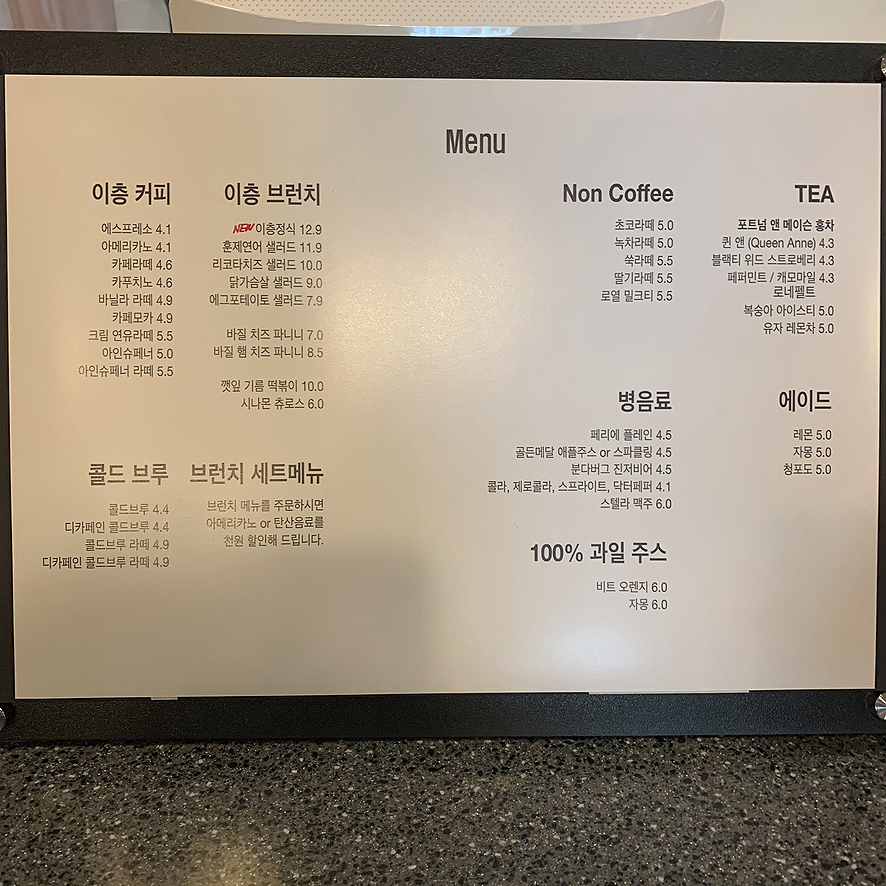 Menu
이층 커피
에스프레소 4.1
아메리카노 4.1
카페라떼 4.6
카푸치노 4.6
바닐라 라떼 4.9
카페모카 4.9
크림 연유라떼 5.5
아인슈페너 5.0
아인슈페너 라떼 5.5
콜드 브루
콜드브루 4.4
디카페인 콜드브루 4.4
콜드브루 라떼 4.9
디카페인 콜드브루 라떼 4.9
이층 브런치
NEW 이층정식 12.9
훈제연어 샐러드 11.9
리코타치즈 샐러드 10.0
닭가슴살 샐러드 9.0
에그포테이토 샐러드 7.9
바질 치즈 파니니 7.0
바질 햄 치즈 파니니 8.5
깻잎 기름 떡볶이 10.0
시나몬 츄로스 6.0
브런치 세트메뉴
브런치 메뉴를 주문하시면
아메리카노 or 탄산음료를
천원 할인해 드립니다.
Non Coffee
초코라떼 5.0
녹차라떼 5.0
쑥라떼 5.5
딸기라떼 5.5
로열 밀크티 5.5
병음료
페리에 플레인 4.5
골든메달 애플주스 or 스파클링 4.5
분다버그 진저비어 4.5
콜라, 제로콜라, 스프라이트, 닥터페퍼 4.1
스텔라 맥주 6.0
100% 과일 주스
비트 오렌지 6.0
자몽 6.0
TEA
포트넘 앤 메이슨 홍차
퀸 앤 (Queen Anne) 4.3
블랙티 위드 스트로베리 4.3
페퍼민트 / 캐모마일 4.3
로네펠트
복숭아 아이스티 5.0
유자 레몬차 5.0
에이드
레몬 5.0
자몽 5.0
청포도 5.0